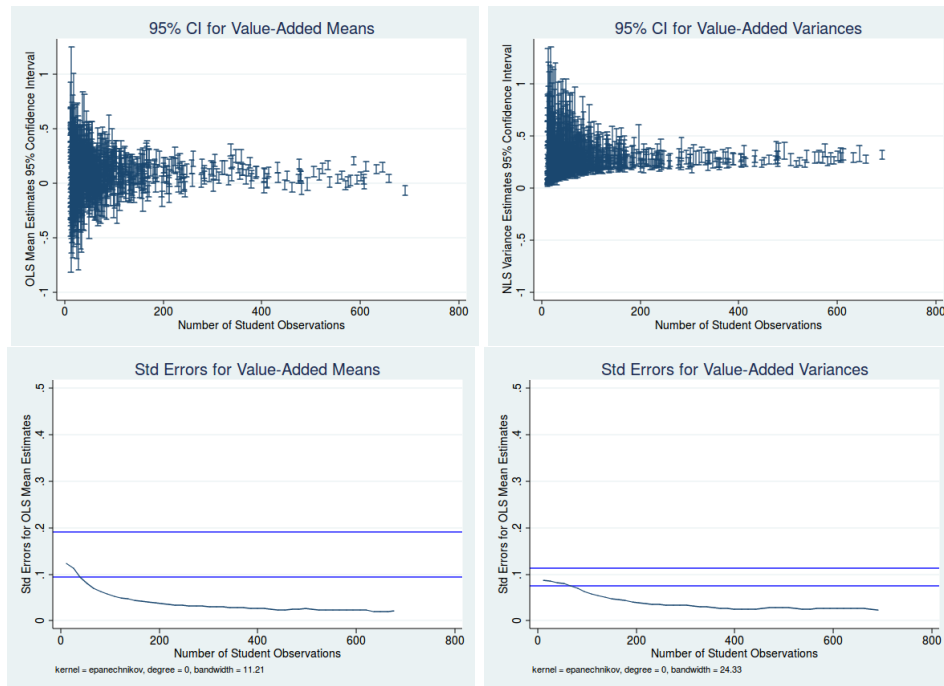 95% CI for Value-Added Means
OLS Mean Estimates 95% Confidence Interval
1
.5
0
-.5
-1
0 200 400 600 800
Number of Student Observations
95% CI for Value-Added Variances
NLS Variance Estimates 95% Confidence Interval
1
.5
0
-.5
-1
0 200 400 600 800
Number of Student Observations
Std Errors for Value-Added Means
Std Errors for OLS Mean Estimates
.5
.4
.3
.2
.1
0
0 200 400 600 800
Number of Student Observations
kernel = epanechnikov, degree = 0, bandwidth = 11.21
Std Errors for Value-Added Variances
Std Errors for OLS Mean Estimates
.5
.4
.3
.2
.1
0
0 200 400 600 800
Number of Student Observations
kernel = epanechnikov, degree = 0, bandwidth = 24.33